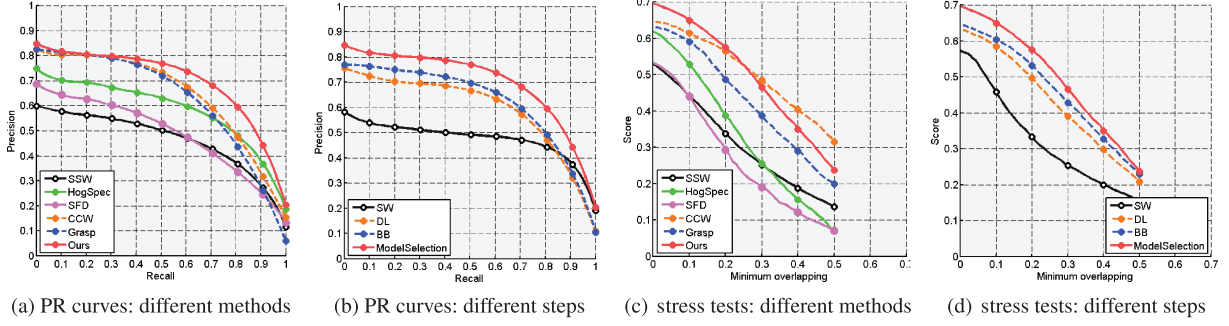 1
0.9
0.8
0.7
0.6
0.5
0.4
0.3
0.2
0.1
0
Precision
SSW
HogSpec
SFD
CCW
Grasp
Ours
0 0.1 0.2 0.3 0.4 0.5 0.6 0.7 0.8 0.9 1
Recall
(a) PR curves: different methods
1
0.9
0.8
0.7
0.6
0.5
0.4
0.3
0.2
0.1
0
Precision
SW
DL
BB
ModelSelection
0 0.1 0.2 0.3 0.4 0.5 0.6 0.7 0.8 0.9 1
Recall
(b) PR curves: different steps
0.7
0.6
0.5
0.4
0.3
0.2
0.1
0
Score
SSW
HogSpec
SFD
CCW
Grasp
Ours
0 0.1 0.2 0.3 0.4 0.5 0.6 0.7
Minimum overlapping
(c) stress tests: different methods
0.7
0.6
0.5
0.4
0.3
0.2
0.1
0
Score
SW
DL
BB
ModelSelection
0 0.1 0.2 0.3 0.4 0.5 0.6 0.7
Minimum overlapping
(d) stress tests: different steps